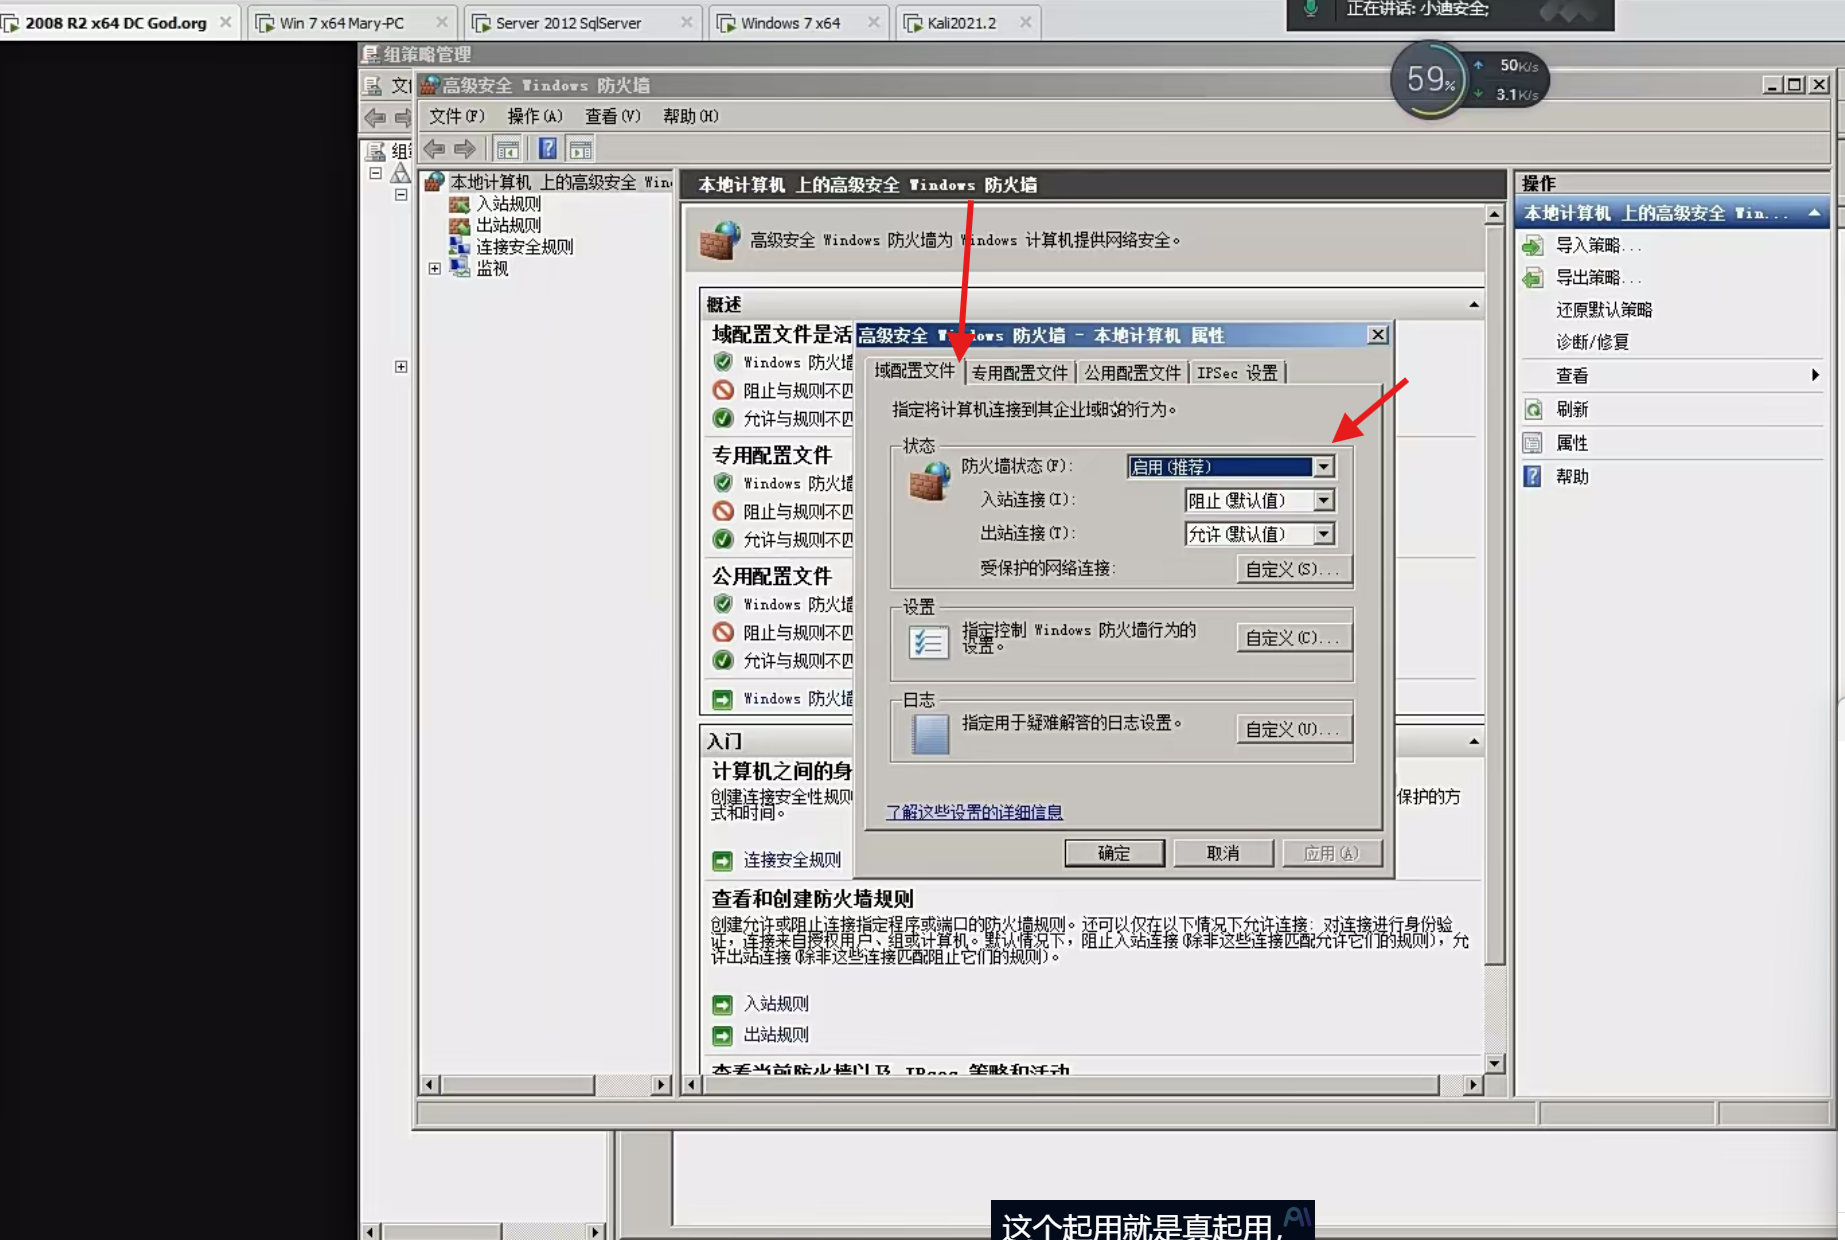 2008 R2 x64 DC God.org
Win 7 x64 Mary-PC
Server 2012 SqlServer
Windows 7 x64
Kali2021.2
正在讲话: 小迪安全;
组策略管理
59%
50K/s
3.1K/s
高级安全 Windows 防火墙
文件(F) 操作(A) 查看(V) 帮助(H)
本地计算机 上的高级安全 Win
入站规则
出站规则
连接安全规则
监视
本地计算机 上的高级安全 Windows 防火墙
高级安全 Windows 防火墙为 Windows 计算机提供网络安全。
概述
域配置文件是活
Windows 防火墙
阻止与规则不匹
允许与规则不匹
专用配置文件
Windows 防火墙
阻止与规则不匹
允许与规则不匹
公用配置文件
Windows 防火墙
阻止与规则不匹
允许与规则不匹
Windows 防火墙
入门
计算机之间的身
创建连接安全性规则
保护的方
式和时间。
连接安全规则
查看和创建防火墙规则
创建允许或阻止连接指定程序或端口的防火墙规则。还可以仅在以下情况下允许连接: 对连接进行身份验
证，连接来自授权用户、组或计算机。默认情况下，阻止入站连接(除非这些连接匹配允许它们的规则)，允
许出站连接(除非这些连接匹配阻止它们的规则)。
入站规则
出站规则
查看当前防火墙以及 IPsec 策略和活动
高级安全 Windows 防火墙 - 本地计算机 属性
域配置文件 专用配置文件 公用配置文件 IPSec 设置
指定将计算机连接到其企业域时的行为。
状态
防火墙状态(F): 启用(推荐)
入站连接(I): 阻止(默认值)
出站连接(T): 允许(默认值)
受保护的网络连接: 自定义(S)...
设置
指定控制 Windows 防火墙行为的
设置。
自定义(C)...
日志
指定用于疑难解答的日志设置。 自定义(U)...
了解这些设置的详细信息
确定 取消 应用(A)
操作
本地计算机 上的高级安全 Win...
导入策略...
导出策略...
还原默认策略
诊断/修复
查看
刷新
属性
帮助
这个起用就是真起用,